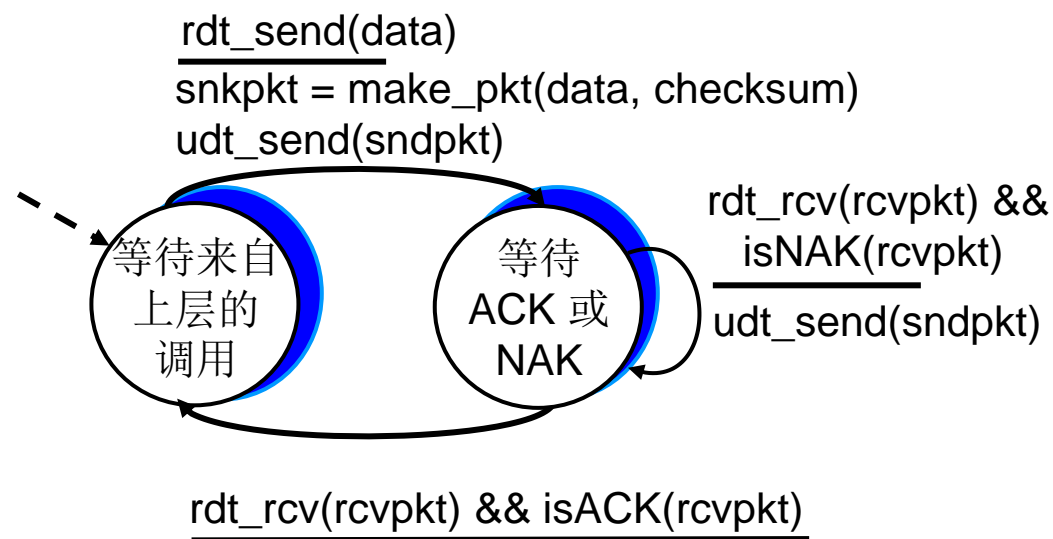 rdt_send(data)
snkpkt = make_pkt(data, checksum)
udt_send(sndpkt)
等待来自
上层的
调用
等待
ACK 或
NAK
rdt_rcv(rcvpkt) &&
isNAK(rcvpkt)
udt_send(sndpkt)
rdt_rcv(rcvpkt) && isACK(rcvpkt)